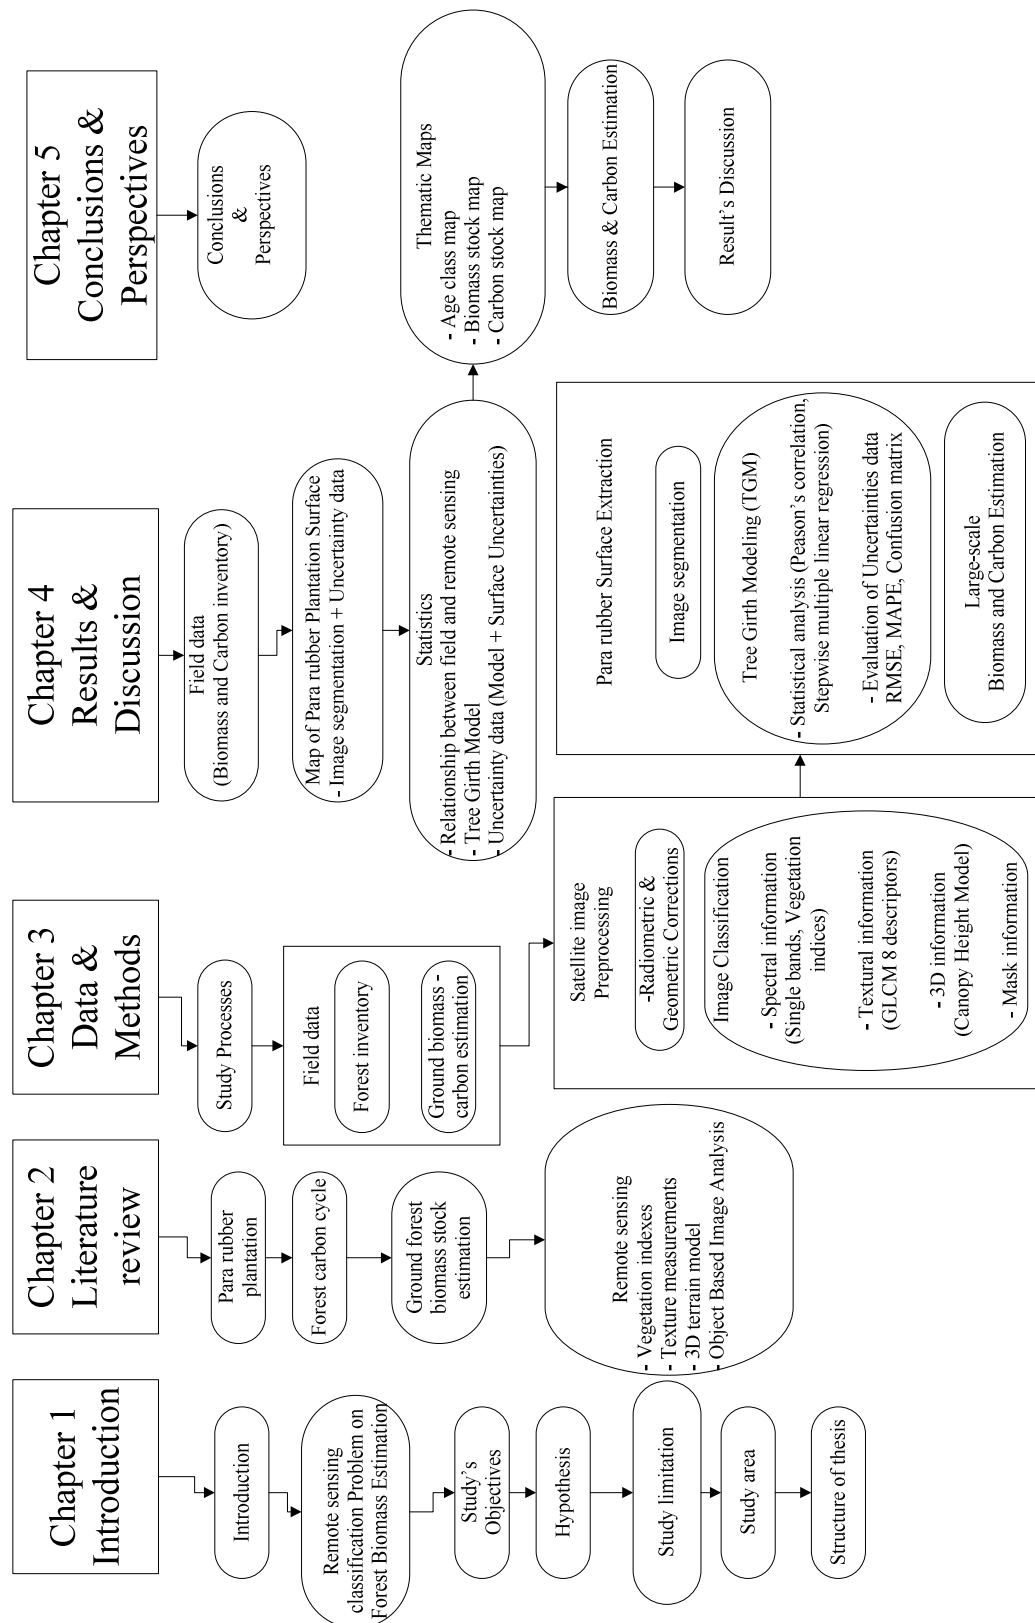 Chapter 1
Introduction
Introduction
Remote sensing
classification Problem on
Forest Biomass Estimation
Study's
Objectives
Hypothesis
Study limitation
Study area
Structure of thesis
Chapter 2
Literature
review
Para rubber
plantation
Forest carbon cycle
Ground forest
biomass stock
estimation
Remote sensing
- Vegetation indexes
- Texture measurements
- 3D terrain model
- Object Based Image Analysis
Chapter 3
Data &
Methods
Study Processes
Field data
Forest inventory
Ground biomass -
carbon estimation
Satellite image
Preprocessing
-Radiometric &
Geometric Corrections
Image Classification
- Spectral information
(Single bands, Vegetation
indices)
- Textural information
(GLCM 8 descriptors)
- 3D information
(Canopy Height Model)
- Mask information
Para rubber Surface Extraction
Image segmentation
Tree Girth Modeling (TGM)
- Statistical analysis (Peason's correlation,
Stepwise multiple linear regression)
- Evaluation of Uncertainties data
RMSE, MAPE, Confusion matrix
Large-scale
Biomass and Carbon Estimation
Chapter 4
Results &
Discussion
Field data
(Biomass and Carbon inventory)
Map of Para rubber Plantation Surface
- Image segmentation + Uncertainty data
Statistics
- Relationship between field and remote sensing
- Tree Girth Model
- Uncertainty data (Model + Surface Uncertainties)
Thematic Maps
- Age class map
- Biomass stock map
- Carbon stock map
Biomass & Carbon Estimation
Result's Discussion
Chapter 5
Conclusions &
Perspectives
Conclusions
&
Perspectives